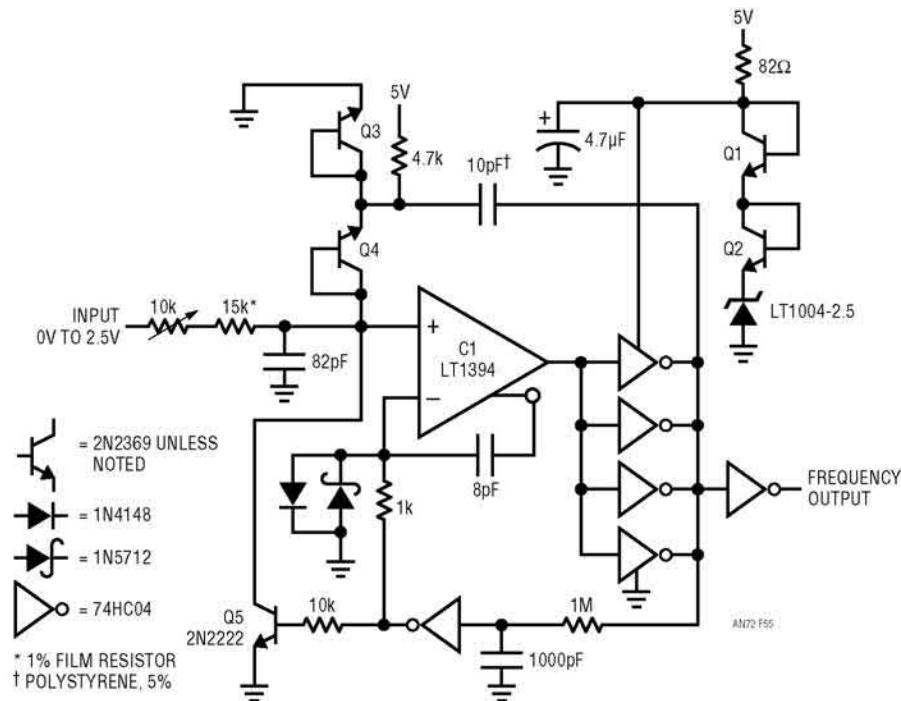 5V
82Ω
Q3
5V
4.7k
10pF†
+
4.7µF
Q1
Q4
Q2
LT1004-2.5
INPUT
0V TO 2.5V
10k
15k*
82pF
+
C1
LT1394
–
8pF
= 2N2369 UNLESS
NOTED
= 1N4148
= 1N5712
= 74HC04
1k
FREQUENCY
OUTPUT
Q5
2N2222
10k
1M
1000pF
AN72 F55
* 1% FILM RESISTOR
† POLYSTYRENE, 5%